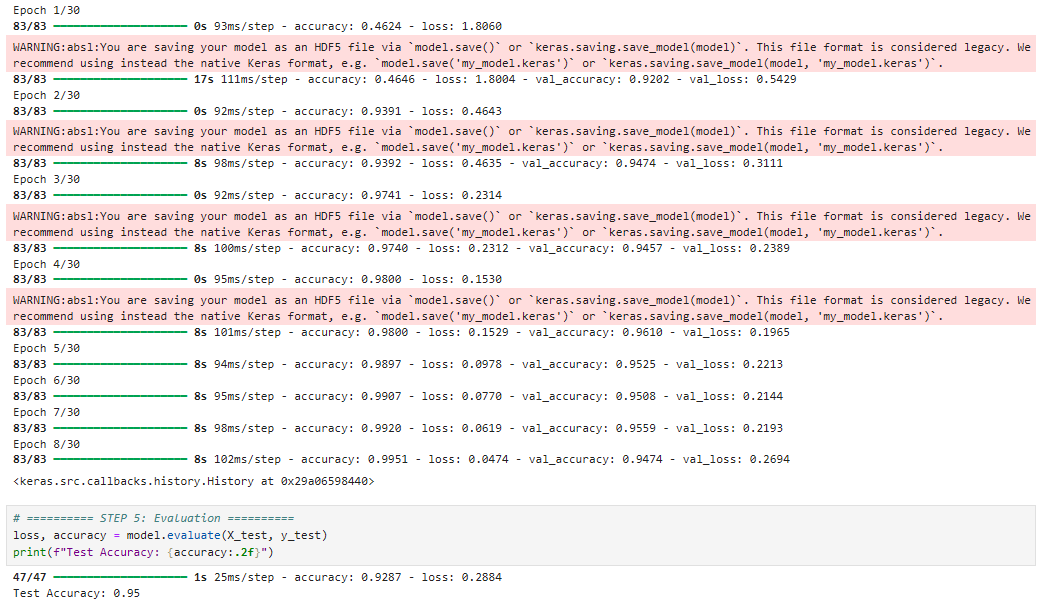 Epoch 1/30
83/83 ━━━━━━━━━━━━━━━━━━━━ 0s 93ms/step - accuracy: 0.4624 - loss: 1.8060
WARNING:absl:You are saving your model as an HDF5 file via `model.save()` or `keras.saving.save_model(model)`. This file format is considered legacy. We
recommend using instead the native Keras format, e.g. `model.save('my_model.keras')` or `keras.saving.save_model(model, 'my_model.keras')`.
83/83 ━━━━━━━━━━━━━━━━━━━━ 17s 111ms/step - accuracy: 0.4646 - loss: 1.8004 - val_accuracy: 0.9202 - val_loss: 0.5429
Epoch 2/30
83/83 ━━━━━━━━━━━━━━━━━━━━ 0s 92ms/step - accuracy: 0.9391 - loss: 0.4643
WARNING:absl:You are saving your model as an HDF5 file via `model.save()` or `keras.saving.save_model(model)`. This file format is considered legacy. We
recommend using instead the native Keras format, e.g. `model.save('my_model.keras')` or `keras.saving.save_model(model, 'my_model.keras')`.
83/83 ━━━━━━━━━━━━━━━━━━━━ 8s 98ms/step - accuracy: 0.9392 - loss: 0.4635 - val_accuracy: 0.9474 - val_loss: 0.3111
Epoch 3/30
83/83 ━━━━━━━━━━━━━━━━━━━━ 0s 92ms/step - accuracy: 0.9741 - loss: 0.2314
WARNING:absl:You are saving your model as an HDF5 file via `model.save()` or `keras.saving.save_model(model)`. This file format is considered legacy. We
recommend using instead the native Keras format, e.g. `model.save('my_model.keras')` or `keras.saving.save_model(model, 'my_model.keras')`.
83/83 ━━━━━━━━━━━━━━━━━━━━ 8s 100ms/step - accuracy: 0.9740 - loss: 0.2312 - val_accuracy: 0.9457 - val_loss: 0.2389
Epoch 4/30
83/83 ━━━━━━━━━━━━━━━━━━━━ 0s 95ms/step - accuracy: 0.9800 - loss: 0.1530
WARNING:absl:You are saving your model as an HDF5 file via `model.save()` or `keras.saving.save_model(model)`. This file format is considered legacy. We
recommend using instead the native Keras format, e.g. `model.save('my_model.keras')` or `keras.saving.save_model(model, 'my_model.keras')`.
83/83 ━━━━━━━━━━━━━━━━━━━━ 8s 101ms/step - accuracy: 0.9800 - loss: 0.1529 - val_accuracy: 0.9610 - val_loss: 0.1965
Epoch 5/30
83/83 ━━━━━━━━━━━━━━━━━━━━ 8s 94ms/step - accuracy: 0.9897 - loss: 0.0978 - val_accuracy: 0.9525 - val_loss: 0.2213
Epoch 6/30
83/83 ━━━━━━━━━━━━━━━━━━━━ 8s 95ms/step - accuracy: 0.9907 - loss: 0.0770 - val_accuracy: 0.9508 - val_loss: 0.2144
Epoch 7/30
83/83 ━━━━━━━━━━━━━━━━━━━━ 8s 98ms/step - accuracy: 0.9920 - loss: 0.0619 - val_accuracy: 0.9559 - val_loss: 0.2193
Epoch 8/30
83/83 ━━━━━━━━━━━━━━━━━━━━ 8s 102ms/step - accuracy: 0.9951 - loss: 0.0474 - val_accuracy: 0.9474 - val_loss: 0.2694
<keras.src.callbacks.history.History at 0x29a06598440>
# ========== STEP 5: Evaluation ==========
loss, accuracy = model.evaluate(X_test, y_test)
print(f"Test Accuracy: {accuracy:.2f}")
47/47 ━━━━━━━━━━━━━━━━━━━━ 1s 25ms/step - accuracy: 0.9287 - loss: 0.2884
Test Accuracy: 0.95